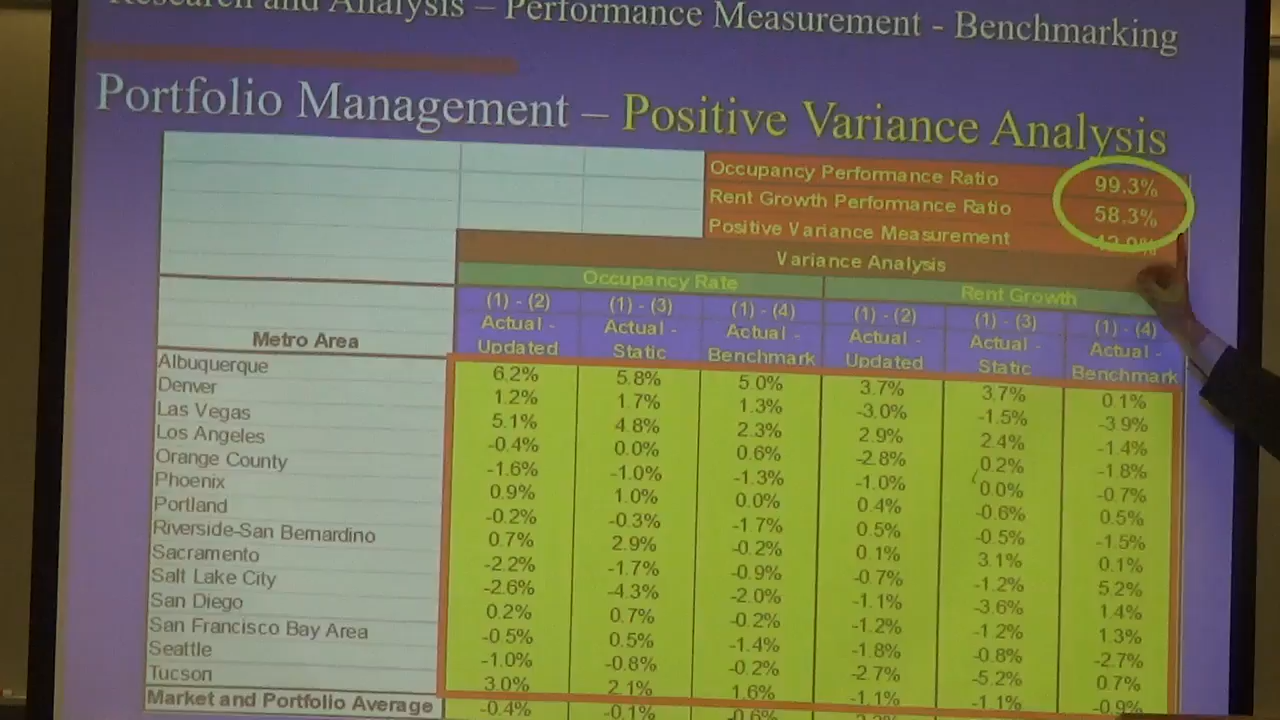 Research and Analysis – Performance Measurement - Benchmarking
Portfolio Management – Positive Variance Analysis
Occupancy Performance Ratio 99.3%
Rent Growth Performance Ratio 58.3%
Positive Variance Measurement
Variance Analysis
Occupancy Rate Rent Growth
(1) - (2) (1) - (3) (1) - (4) (1) - (2) (1) - (3) (1) - (4)
Metro Area Actual - Updated Actual - Static Actual - Benchmark Actual - Updated Actual - Static Actual - Benchmark
Albuquerque 6.2% 5.8% 5.0% 3.7% 3.7% 0.1%
Denver 1.2% 1.7% 1.3% -3.0% -1.5% -3.9%
Las Vegas 5.1% 4.8% 2.3% 2.9% 2.4% -1.4%
Los Angeles -0.4% 0.0% 0.6% -2.8% 0.2% -1.8%
Orange County -1.6% -1.0% -1.3% -1.0% 0.0% -0.7%
Phoenix 0.9% 1.0% 0.0% 0.4% -0.6% 0.5%
Portland -0.2% -0.3% -1.7% 0.5% -0.5% -1.5%
Riverside-San Bernardino 0.7% 2.9% -0.2% 0.1% 3.1% 0.1%
Sacramento -2.2% -1.7% -0.9% -0.7% -1.2% 5.2%
Salt Lake City -2.6% -4.3% -2.0% -1.1% -3.6% 1.4%
San Diego 0.2% 0.7% -0.2% -1.2% -1.2% 1.3%
San Francisco Bay Area -0.5% 0.5% -1.4% -1.8% -0.8% -2.7%
Seattle -1.0% -0.8% -0.2% -2.7% -5.2% 0.7%
Tucson 3.0% 2.1% 1.6% -1.1% -1.1% -0.9%
Market and Portfolio Average -0.4% -0.1% -0.6%